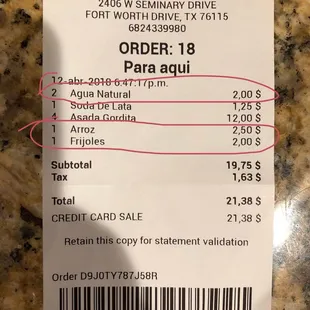 2406 W SEMINARY DRIVE
FORT WORTH DRIVE, TX 76115
6824339980
ORDER: 18
Para aqui
12-abr-2018 6:47:17p.m.
2 Agua Natural 2,00 $
1 Soda De Lata 1,25 $
4 Asada Gordita 12,00 $
1 Arroz 2,50 $
1 Frijoles 2,00 $
Subtotal 19,75 $
Tax 1,63 $
Total 21,38 $
CREDIT CARD SALE 21,38 $
Retain this copy for statement validation
Order D9J0TY787J58R